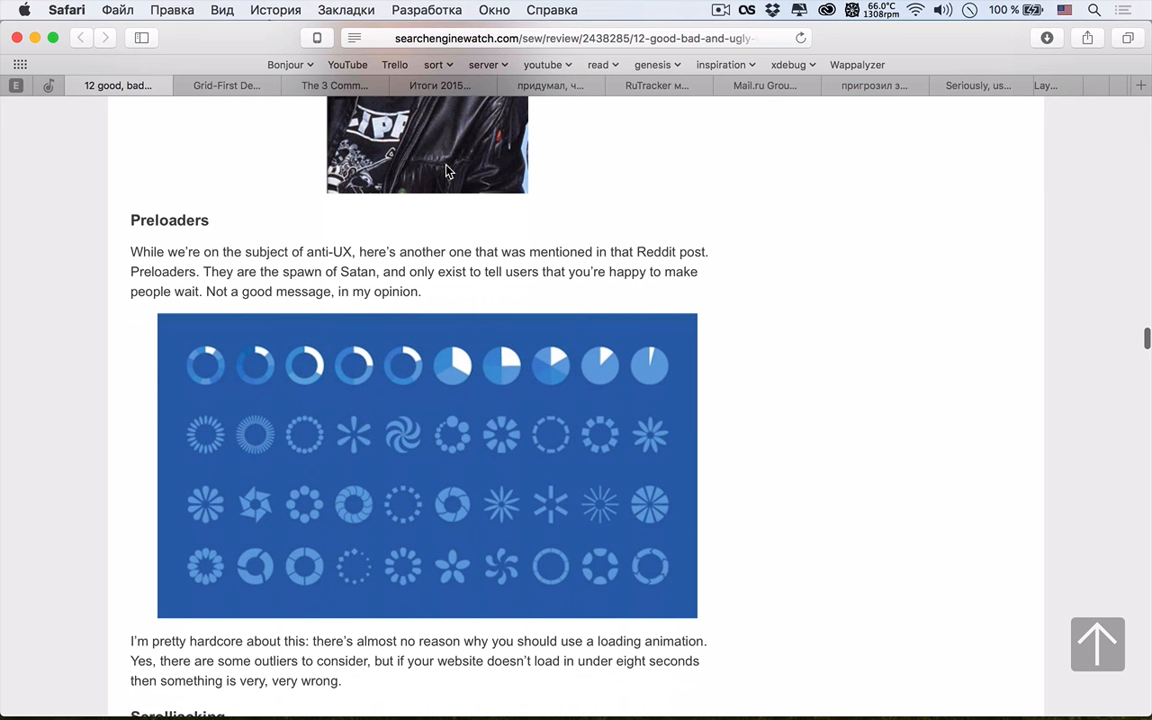 Safari Файл Правка Вид История Закладки Разработка Окно Справка 66.0°C 1308rpm 100 %
searchenginewatch.com/sew/review/2438285/12-good-bad-and-ugly-
Bonjour YouTube Trello sort server youtube read genesis inspiration xdebug Wappalyzer
E 12 good, bad... Grid-First De... The 3 Comm... Итоги 2015... придумал, ч... RuTracker м... Mail.ru Grou... пригрозил з... Seriously, us... Lay...
Preloaders
While we're on the subject of anti-UX, here's another one that was mentioned in that Reddit post.
Preloaders. They are the spawn of Satan, and only exist to tell users that you're happy to make
people wait. Not a good message, in my opinion.
I'm pretty hardcore about this: there's almost no reason why you should use a loading animation.
Yes, there are some outliers to consider, but if your website doesn't load in under eight seconds
then something is very, very wrong.
Scrolljacking